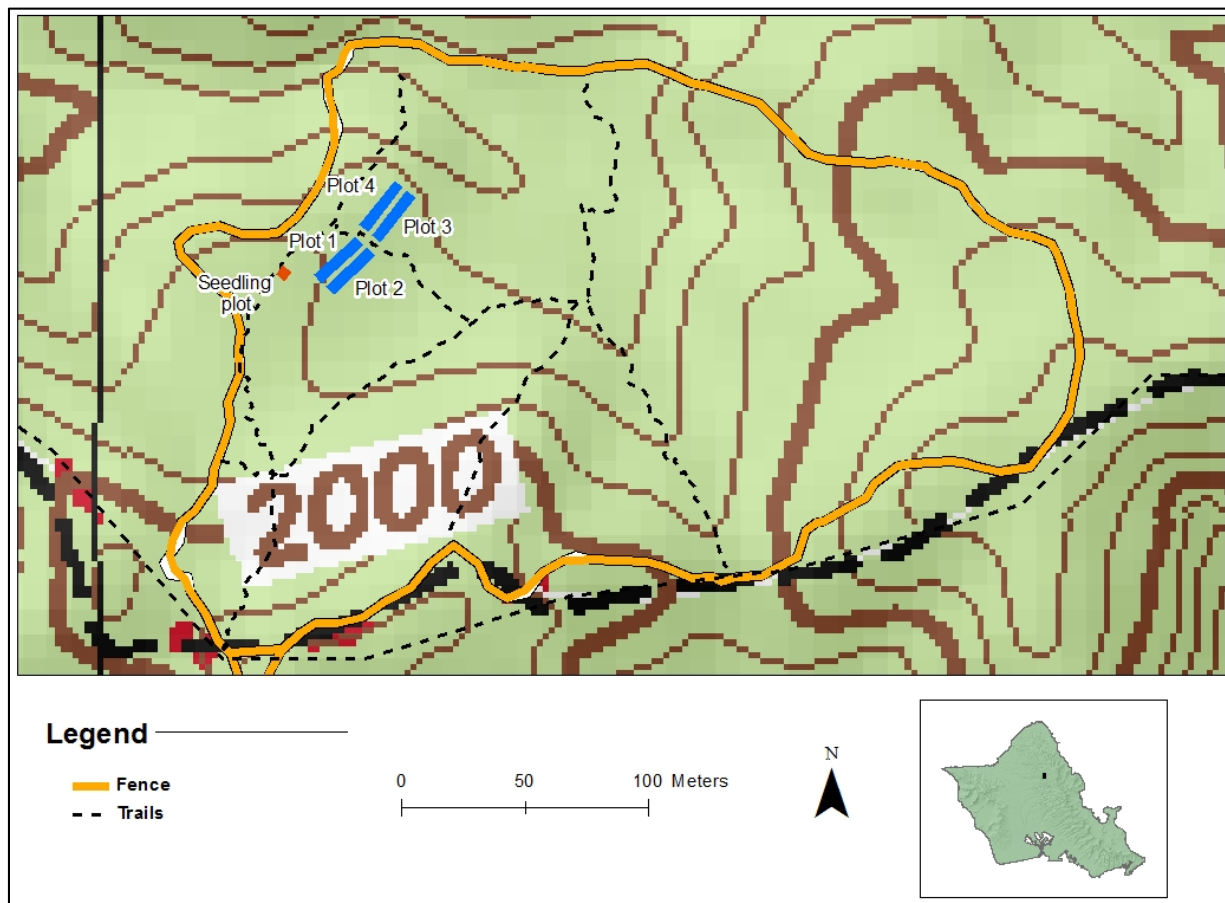 Plot 4
Plot 3
Plot 1
Seedling
plot
Plot 2
2000
Legend
Fence
Trails
0 50 100 Meters
N